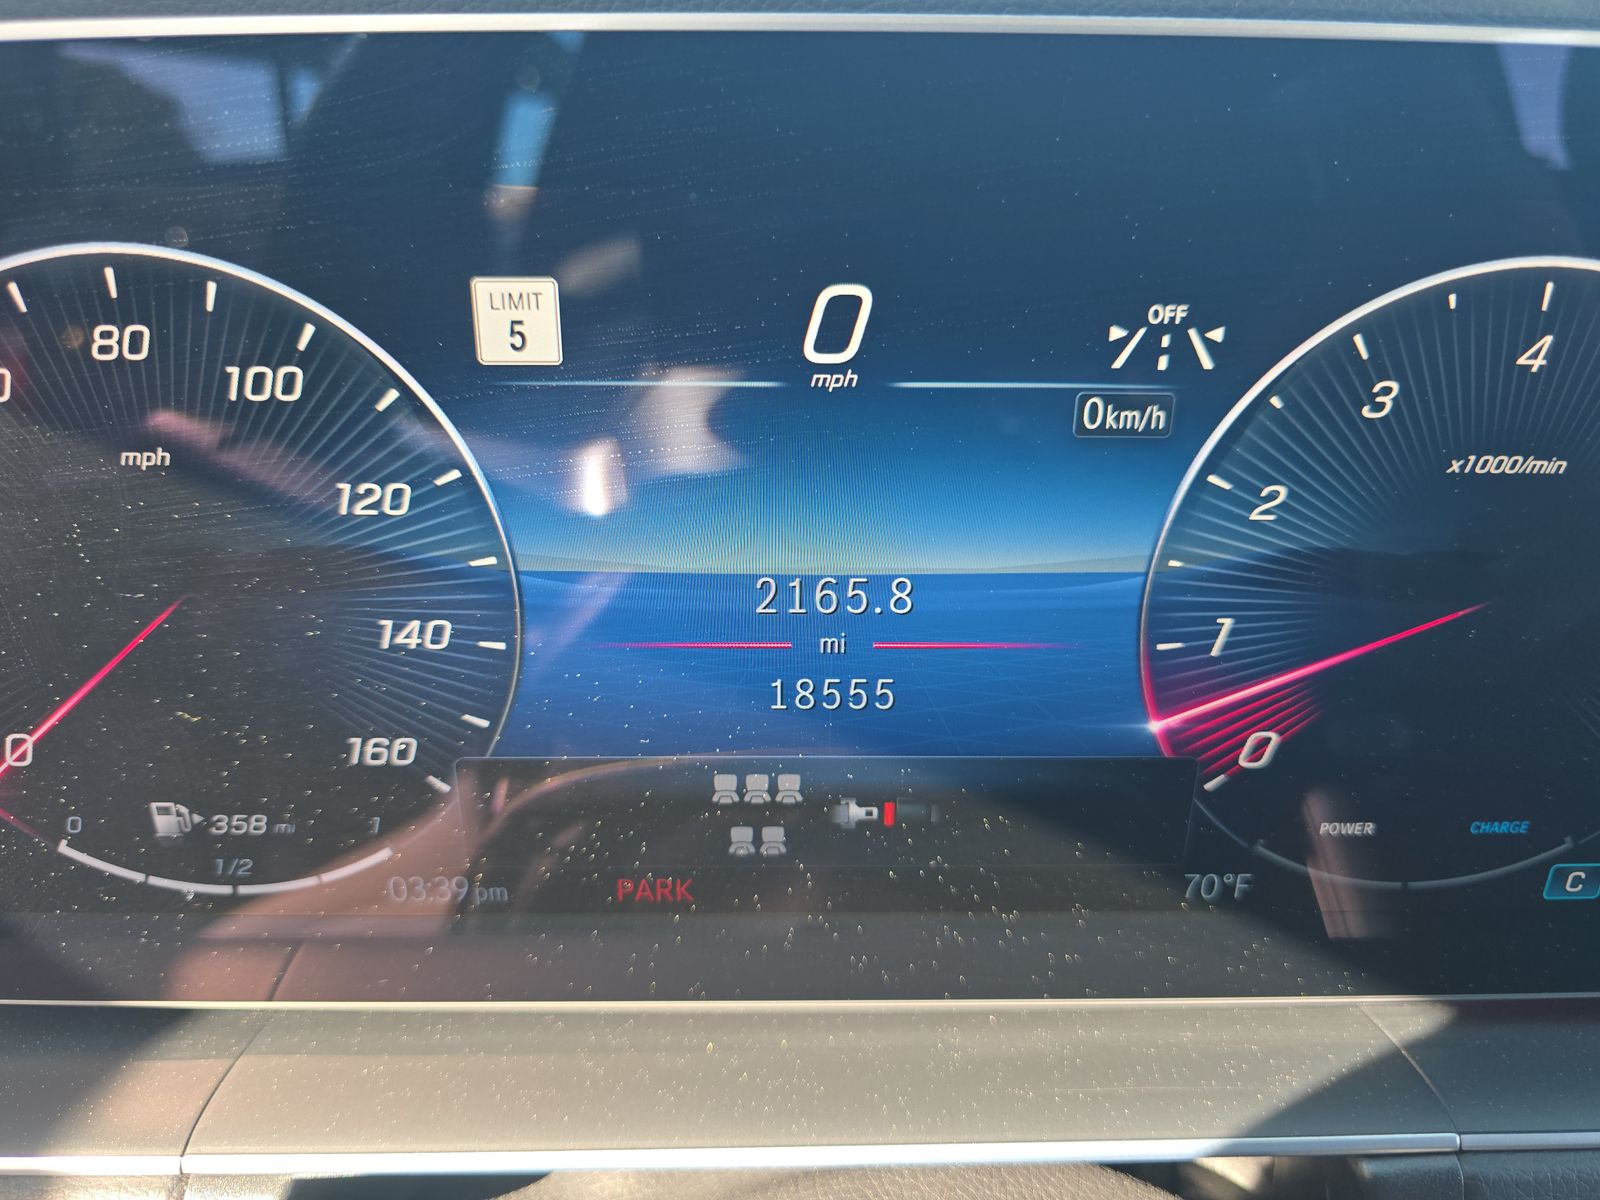 LIMIT
5
0
mph
OFF
0km/h
80
100
120
140
160
0
mph
0
358 mi
1
1/2
2165.8
mi
18555
4
3
2
1
0
x1000/min
POWER
CHARGE
03:39 pm
PARK
70°F
C